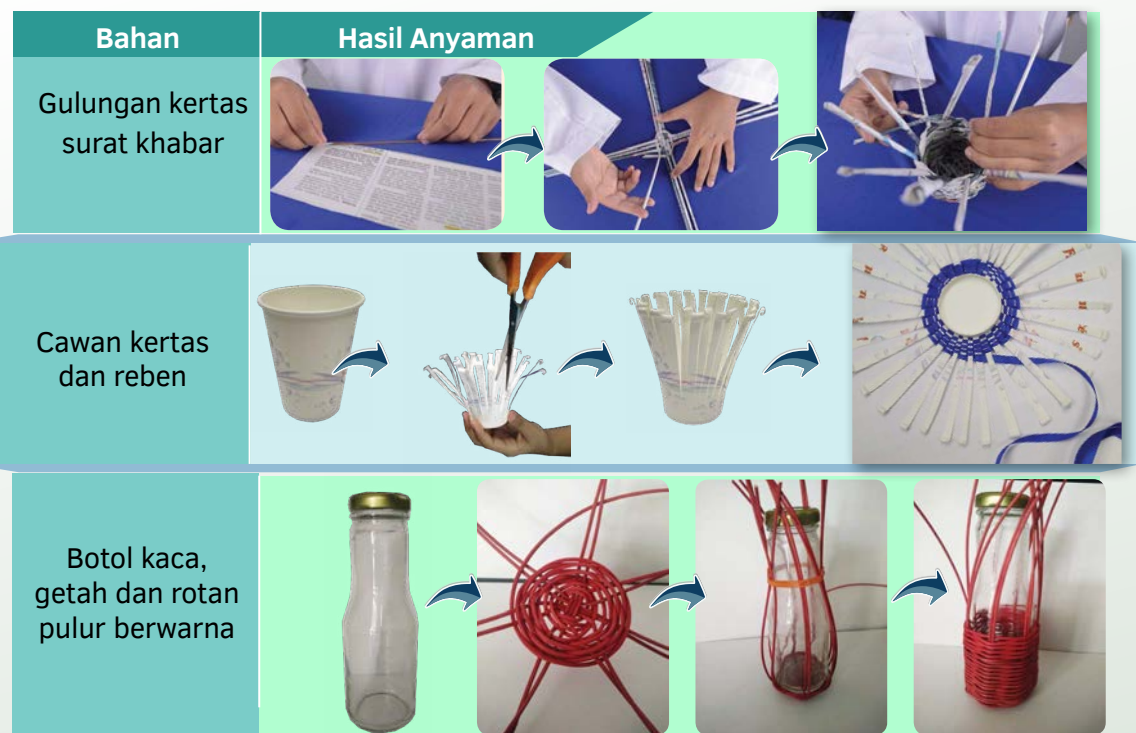 Bahan
Hasil Anyaman
Gulungan kertas
surat khabar
Cawan kertas
dan reben
Botol kaca,
getah dan rotan
pulur berwarna